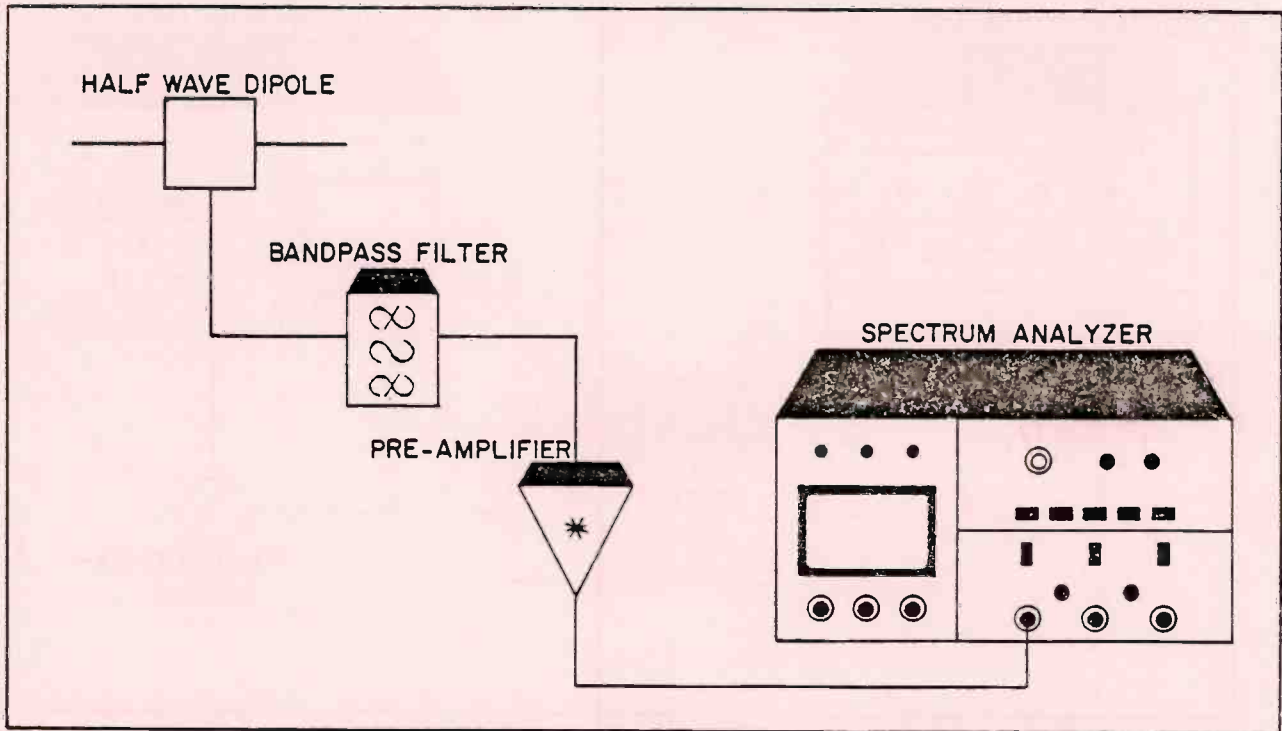 HALF WAVE DIPOLE
BANDPASS FILTER
PRE-AMPLIFIER
SPECTRUM ANALYZER